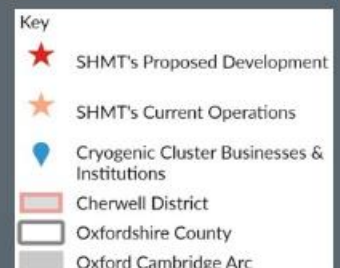 Key
SHMT's Proposed Development
SHMT's Current Operations
Cryogenic Cluster Businesses &
Institutions
Cherwell District
Oxfordshire County
Oxford Cambridge Arc